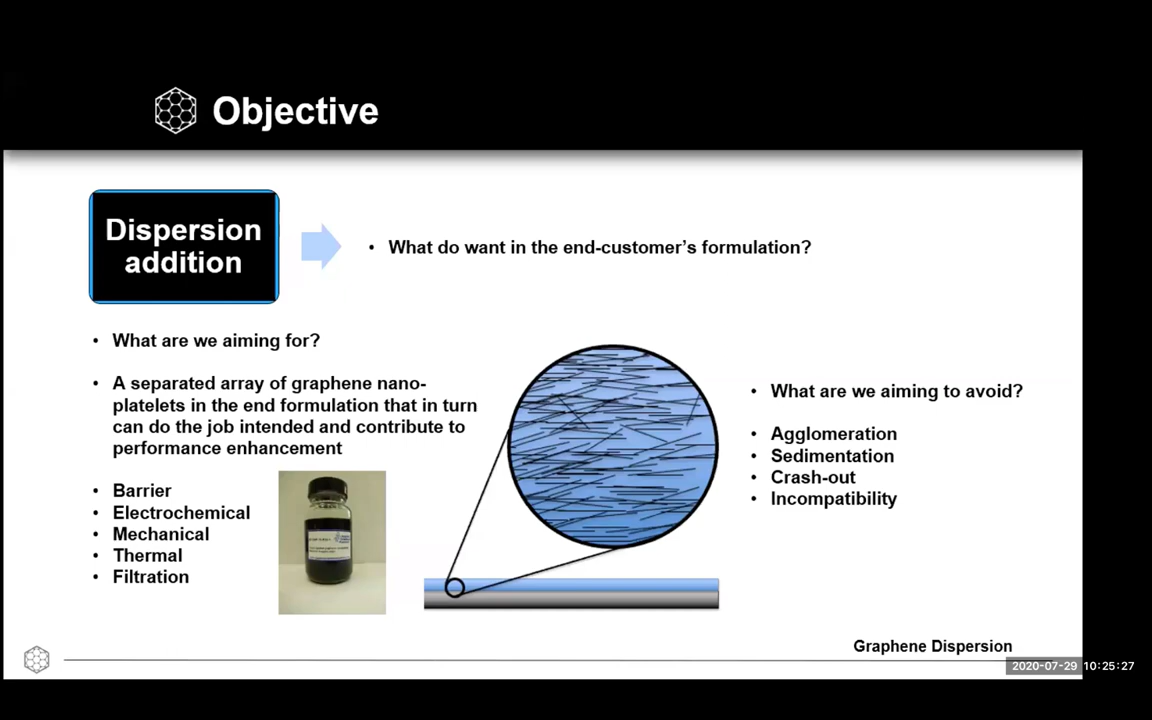 Objective
Dispersion
addition
• What do want in the end-customer's formulation?
• What are we aiming for?
• A separated array of graphene nano-
platelets in the end formulation that in turn
can do the job intended and contribute to
performance enhancement
• Barrier
• Electrochemical
• Mechanical
• Thermal
• Filtration
• What are we aiming to avoid?
• Agglomeration
• Sedimentation
• Crash-out
• Incompatibility
Graphene Dispersion
2020-07-29 10:25:27